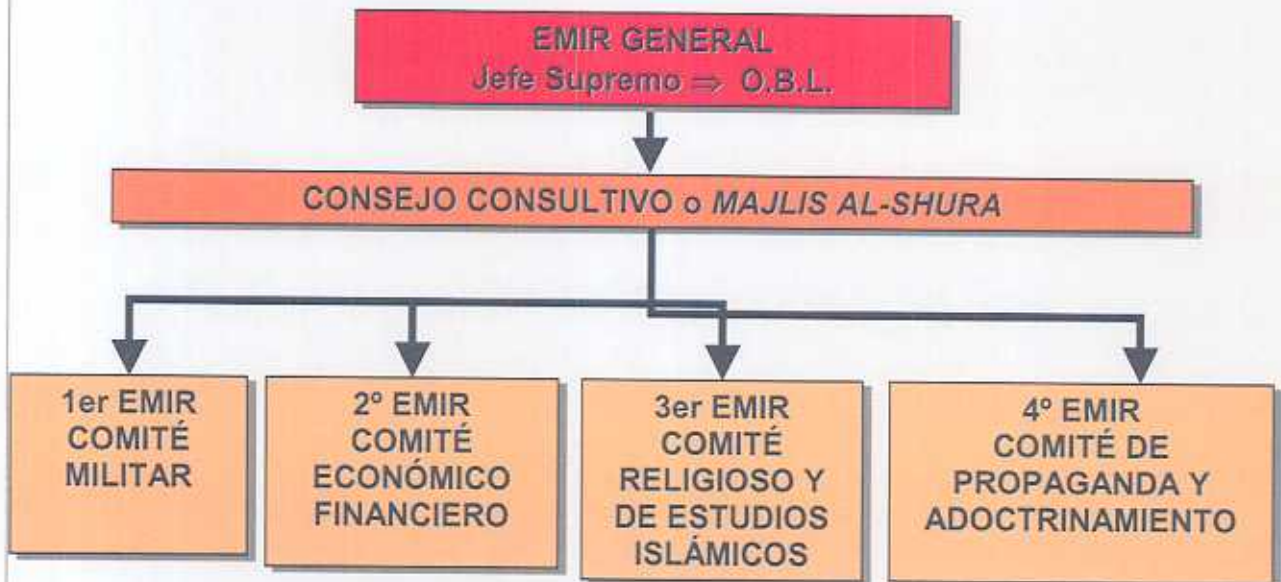 EMIR GENERAL
Jefe Supremo ⇒ O.B.L.
CONSEJO CONSULTIVO o MAJLIS AL-SHURA
1er EMIR
COMITÉ
MILITAR
2º EMIR
COMITÉ
ECONÓMICO
FINANCIERO
3er EMIR
COMITÉ
RELIGIOSO Y
DE ESTUDIOS
ISLÁMICOS
4º EMIR
COMITÉ DE
PROPAGANDA Y
ADOCTRINAMIENTO